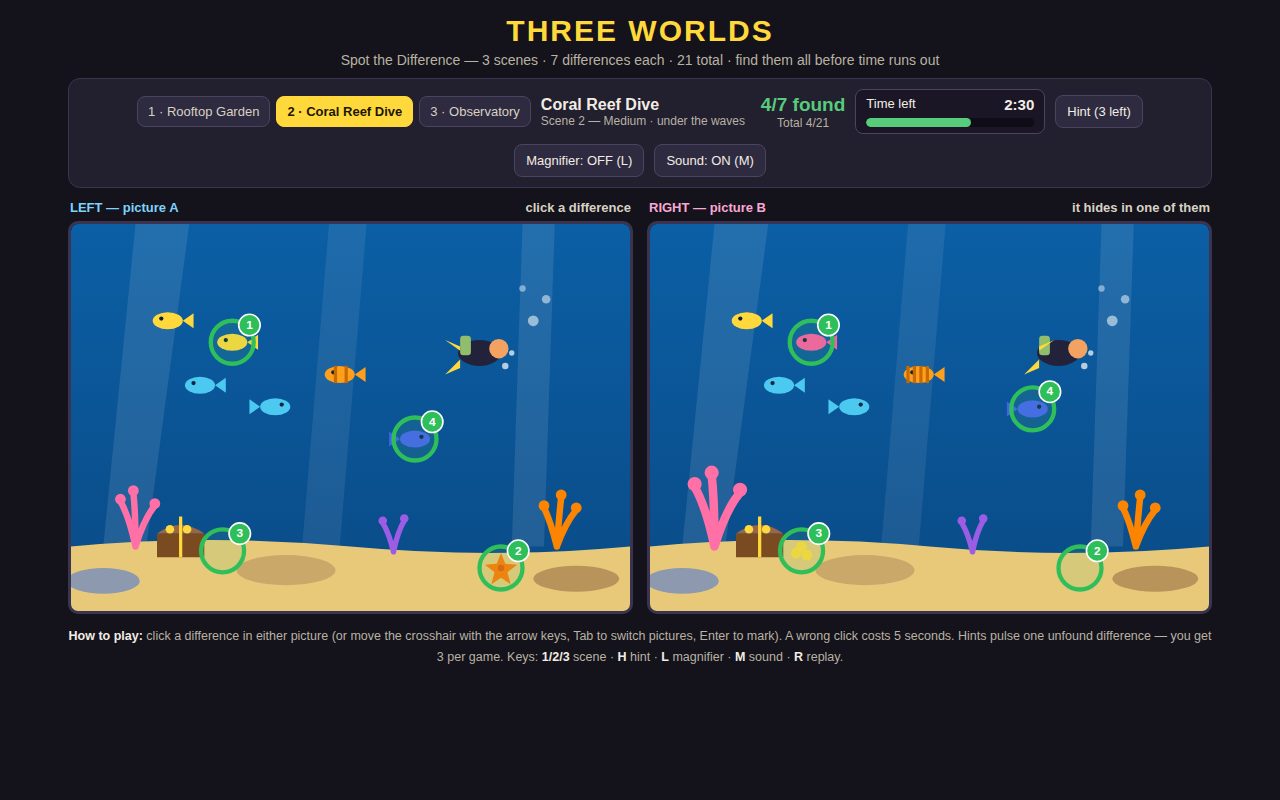 THREE WORLDS
Spot the Difference — 3 scenes · 7 differences each · 21 total · find them all before time runs out
1 · Rooftop Garden
2 · Coral Reef Dive
3 · Observatory
Coral Reef Dive
Scene 2 — Medium · under the waves
4/7 found
Total 4/21
Time left 2:30
Hint (3 left)
Magnifier: OFF (L)
Sound: ON (M)
LEFT — picture A
click a difference
RIGHT — picture B
it hides in one of them
1
4
3
2
1
4
3
2
How to play: click a difference in either picture (or move the crosshair with the arrow keys, Tab to switch pictures, Enter to mark). A wrong click costs 5 seconds. Hints pulse one unfound difference — you get
3 per game. Keys: 1/2/3 scene · H hint · L magnifier · M sound · R replay.